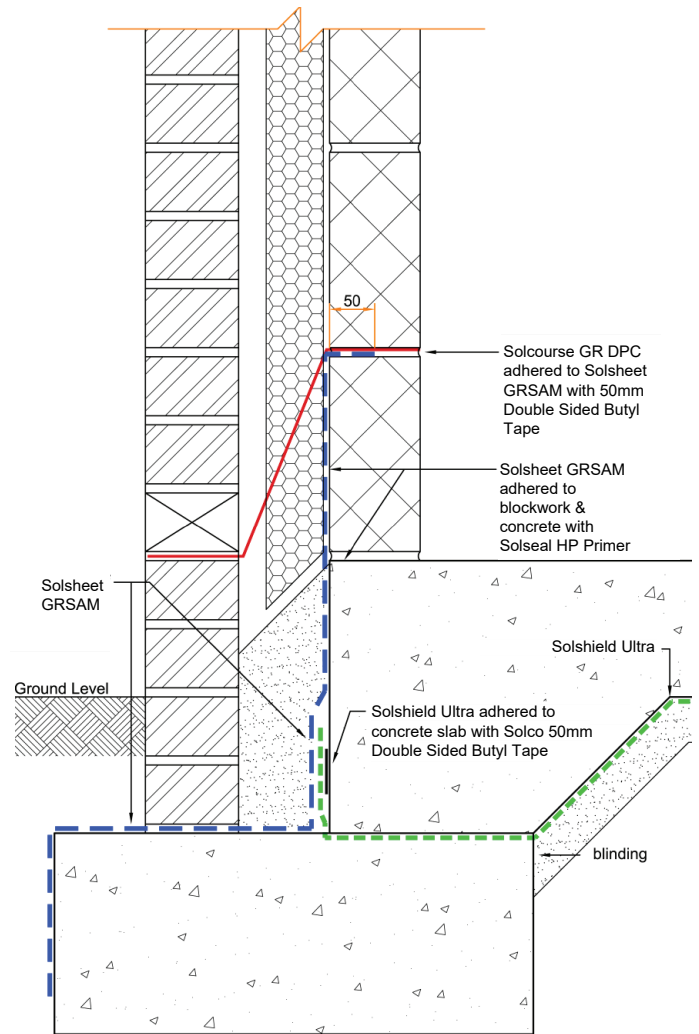 50
Solcourse GR DPC
adhered to Solsheet
GRSAM with 50mm
Double Sided Butyl
Tape
Solsheet GRSAM
adhered to
blockwork &
concrete with
Solseal HP Primer
Solsheet
GRSAM
Solshield Ultra
Ground Level
Solshield Ultra adhered to
concrete slab with Solco 50mm
Double Sided Butyl Tape
blinding